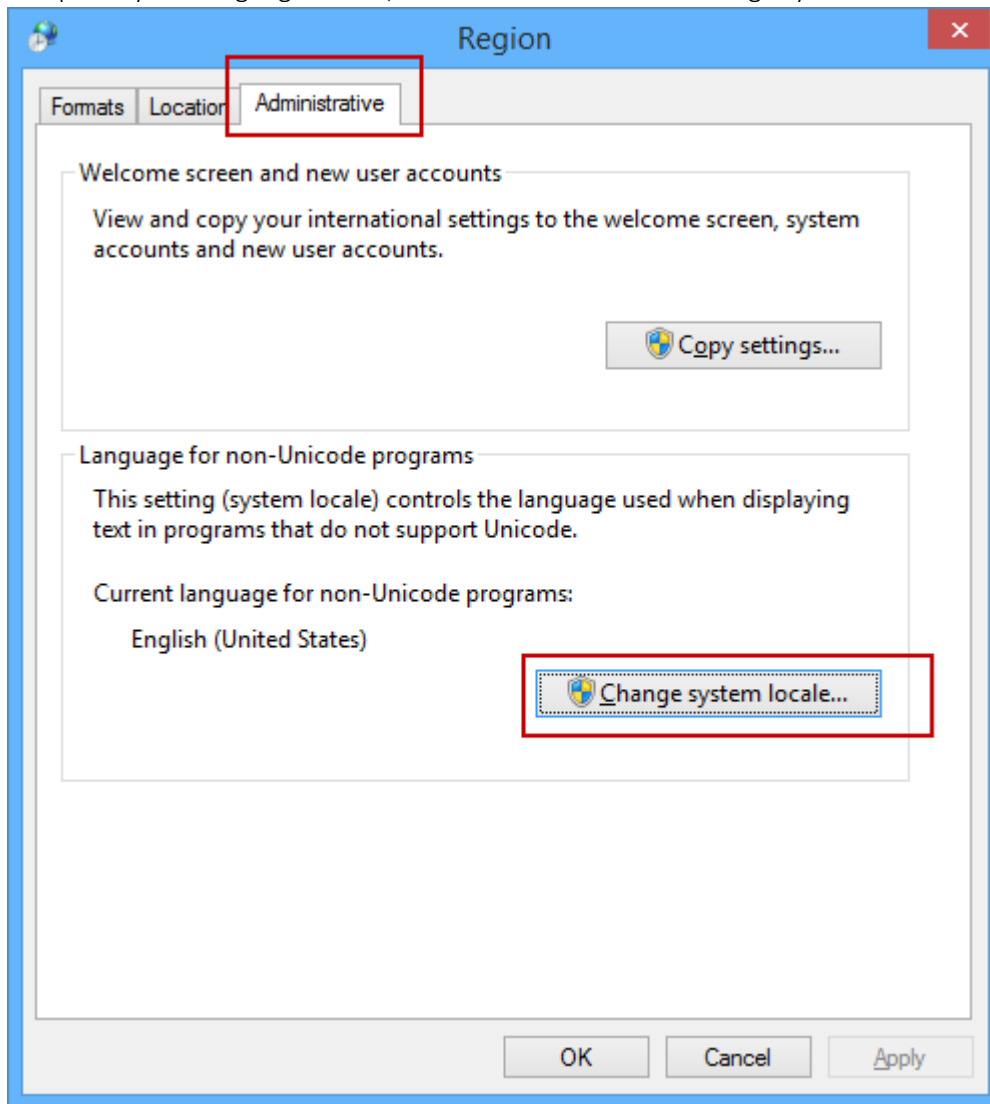 Region
Formats Location Administrative
Welcome screen and new user accounts
View and copy your international settings to the welcome screen, system
accounts and new user accounts.
Copy settings...
Language for non-Unicode programs
This setting (system locale) controls the language used when displaying
text in programs that do not support Unicode.
Current language for non-Unicode programs:
English (United States)
Change system locale...
OK Cancel Apply